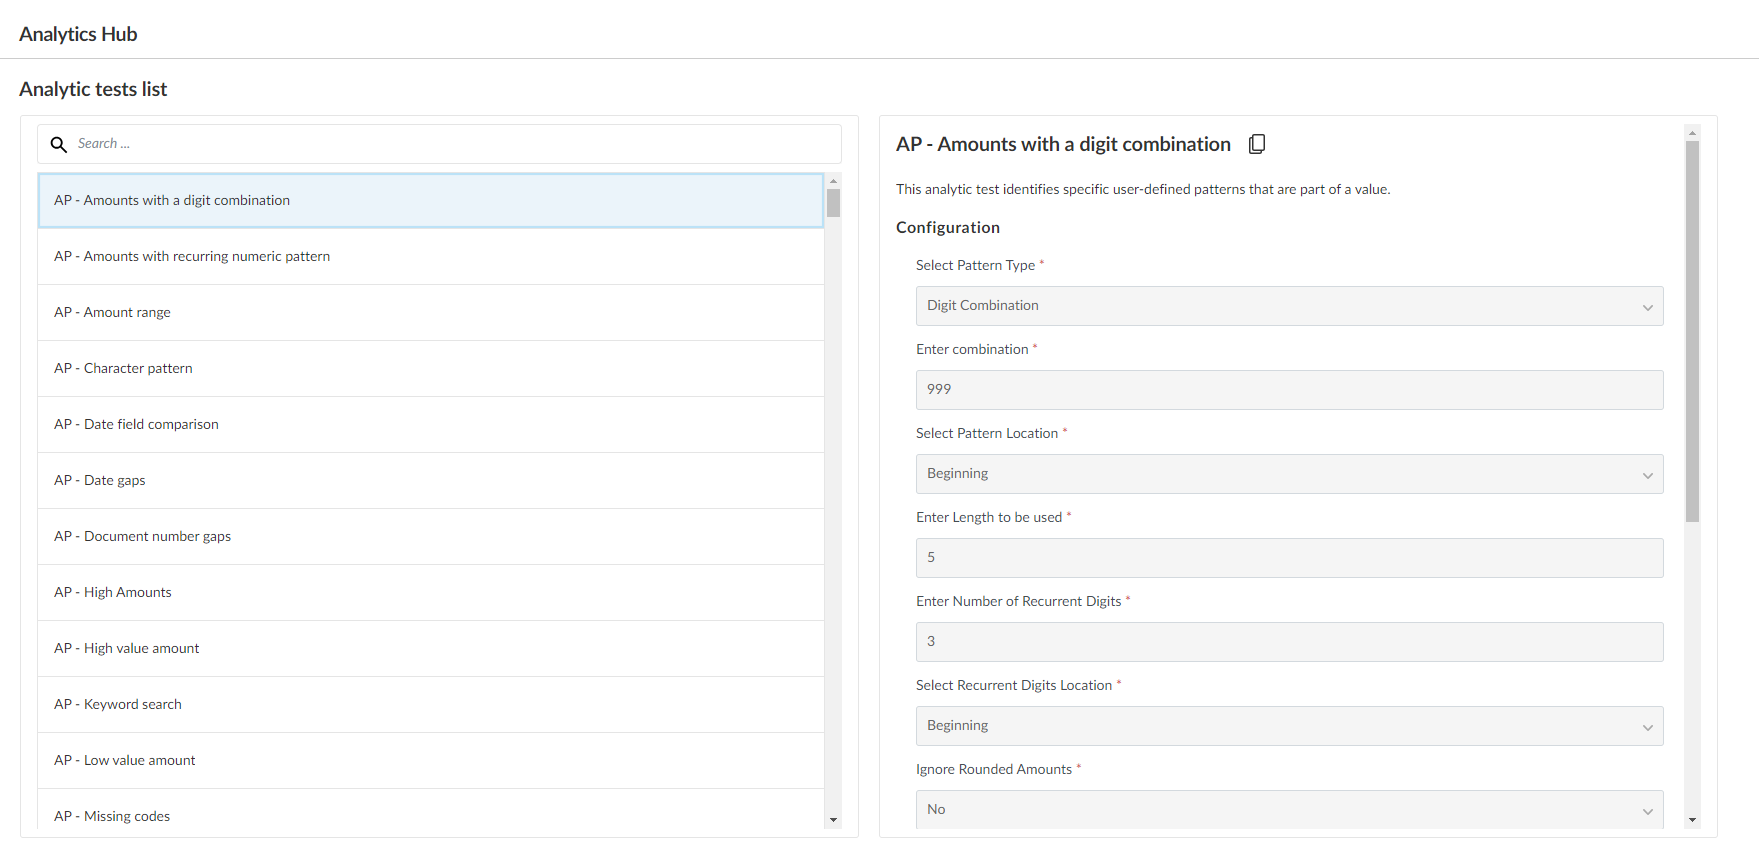 Analytics Hub
Analytic tests list
Search ...
AP - Amounts with a digit combination
AP - Amounts with recurring numeric pattern
AP - Amount range
AP - Character pattern
AP - Date field comparison
AP - Date gaps
AP - Document number gaps
AP - High Amounts
AP - High value amount
AP - Keyword search
AP - Low value amount
AP - Missing codes
AP - Amounts with a digit combination
This analytic test identifies specific user-defined patterns that are part of a value.
Configuration
Select Pattern Type *
Digit Combination
Enter combination *
999
Select Pattern Location *
Beginning
Enter Length to be used *
5
Enter Number of Recurrent Digits *
3
Select Recurrent Digits Location *
Beginning
Ignore Rounded Amounts *
No